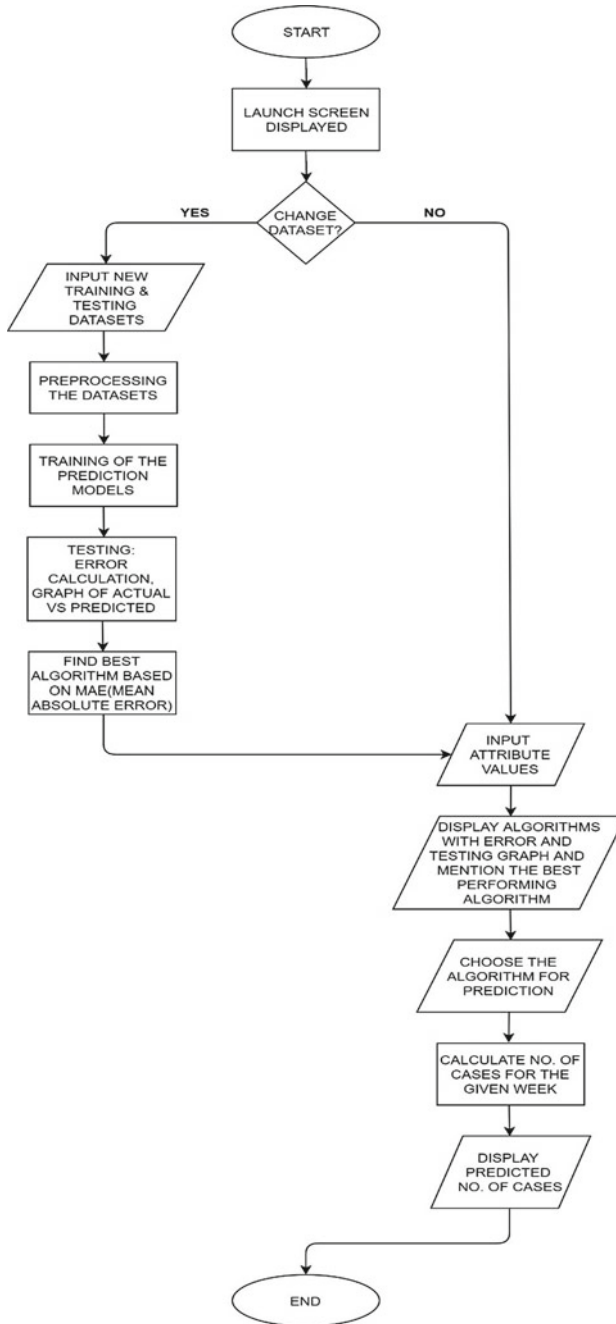 START
LAUNCH SCREEN
DISPLAYED
CHANGE
DATASET?
YES
NO
INPUT NEW
TRAINING &
TESTING
DATASETS
PREPROCESSING
THE DATASETS
TRAINING OF THE
PREDICTION
MODELS
TESTING:
ERROR
CALCULATION,
GRAPH OF ACTUAL
VS PREDICTED
FIND BEST
ALGORITHM BASED
ON MAE(MEAN
ABSOLUTE ERROR)
INPUT
ATTRIBUTE
VALUES
DISPLAY ALGORITHMS
WITH ERROR AND
TESTING GRAPH AND
MENTION THE BEST
PERFORMING
ALGORITHM
CHOOSE THE
ALGORITHM FOR
PREDICTION
CALCULATE NO. OF
CASES FOR THE
GIVEN WEEK
DISPLAY
PREDICTED
NO. OF CASES
END